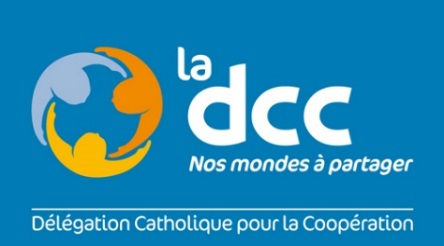 la
dcc
Nos mondes à partager
Délégation Catholique pour la Coopération